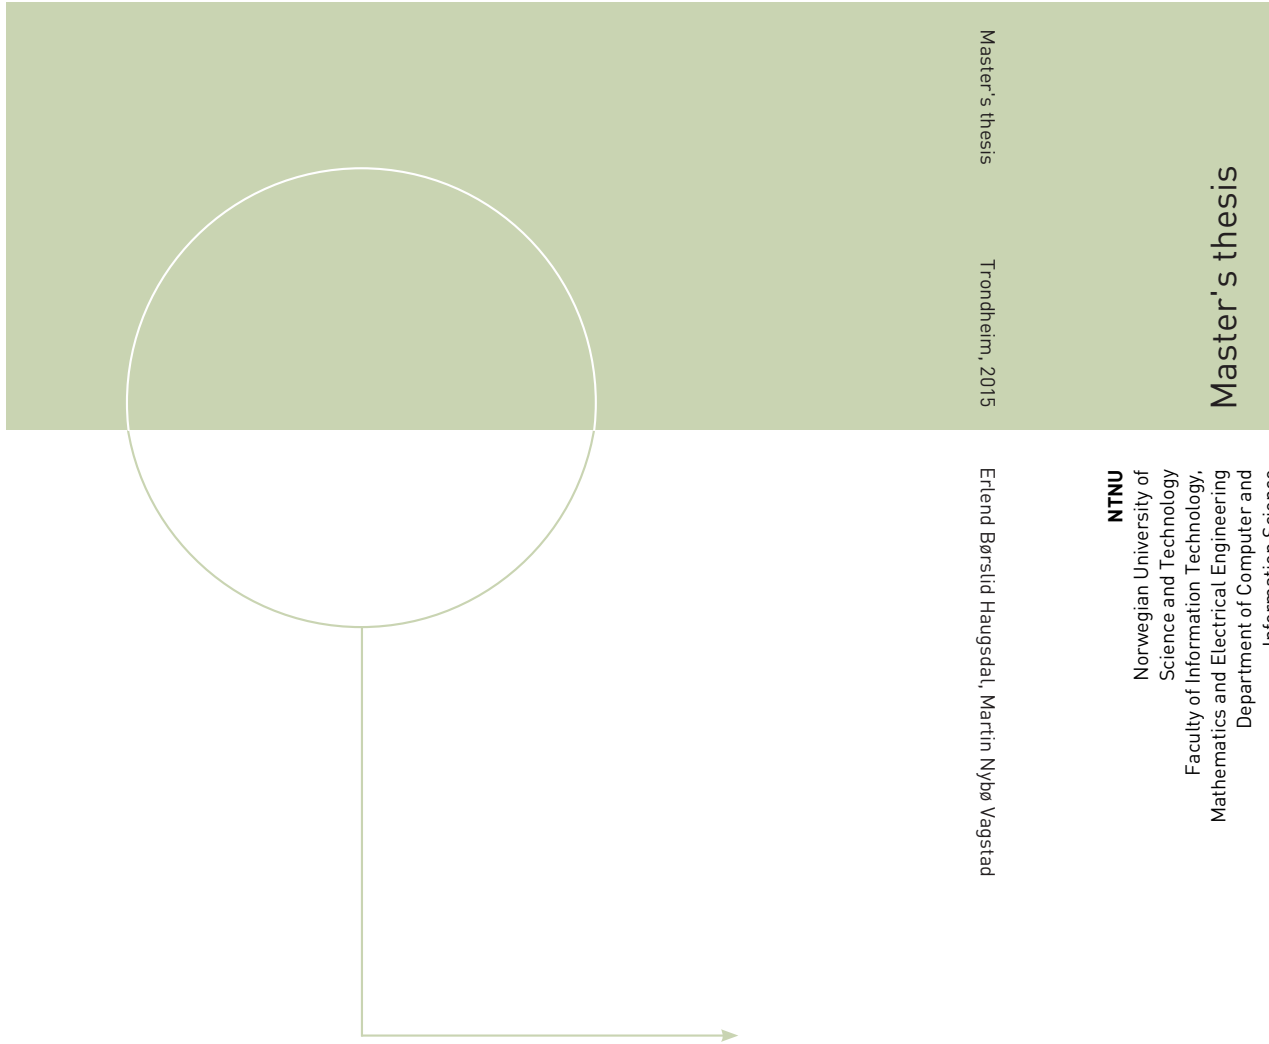 Master's thesis
Trondheim, 2015
Erlend Børslid Haugsdal, Martin Nybø Vagstad
Master's thesis
NTNU
Norwegian University of
Science and Technology
Faculty of Information Technology,
Mathematics and Electrical Engineering
Department of Computer and